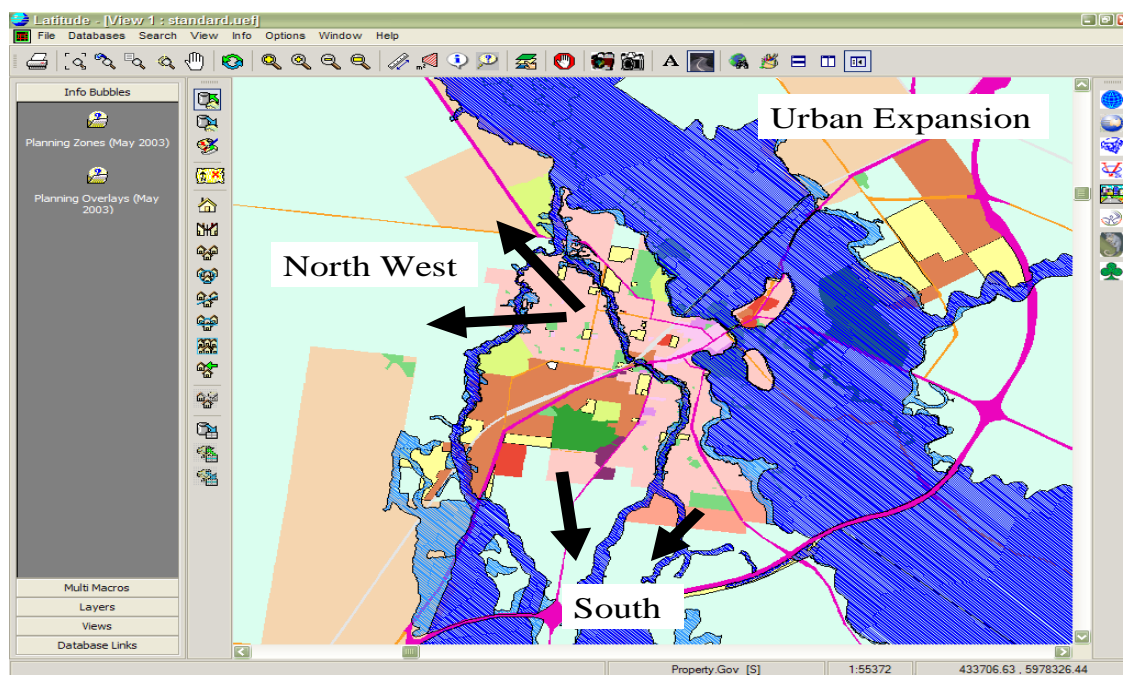 Latitude - [View 1 : standard.uef]
File Databases Search View Info Options Window Help
A
Info Bubbles
Planning Zones (May 2003)
Planning Overlays (May
2003)
Urban Expansion
North West
South
Multi Macros
Layers
Views
Database Links
Property.Gov [S] 1:55372 433706.63 , 5978326.44